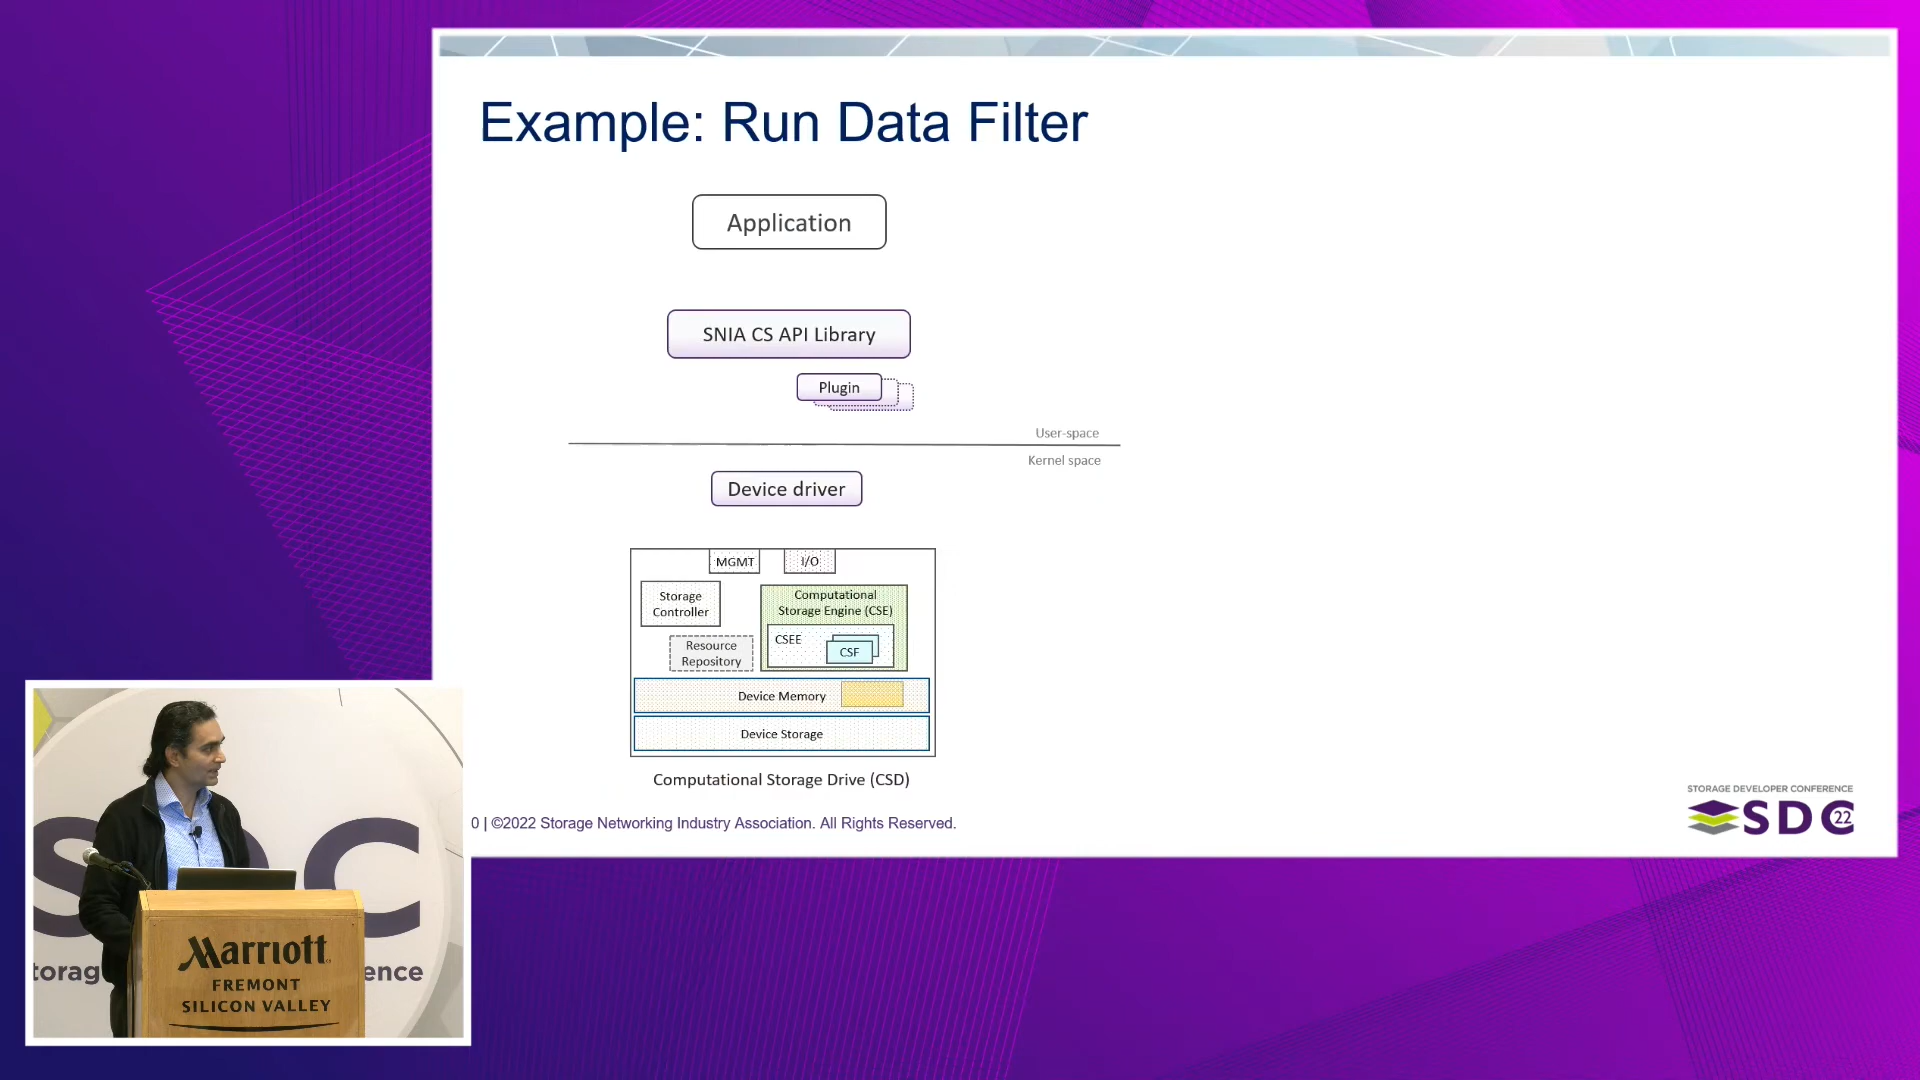 Example: Run Data Filter
Application
SNIA CS API Library
Plugin
User-space
Kernel space
Device driver
MGMT
I/O
Storage
Controller
Computational
Storage Engine (CSE)
CSEE
CSF
Resource
Repository
Device Memory
Device Storage
Computational Storage Drive (CSD)
0 | ©2022 Storage Networking Industry Association. All Rights Reserved.
STORAGE DEVELOPER CONFERENCE
SDC
22
S C
torag ence
Marriott
FREMONT
SILICON VALLEY